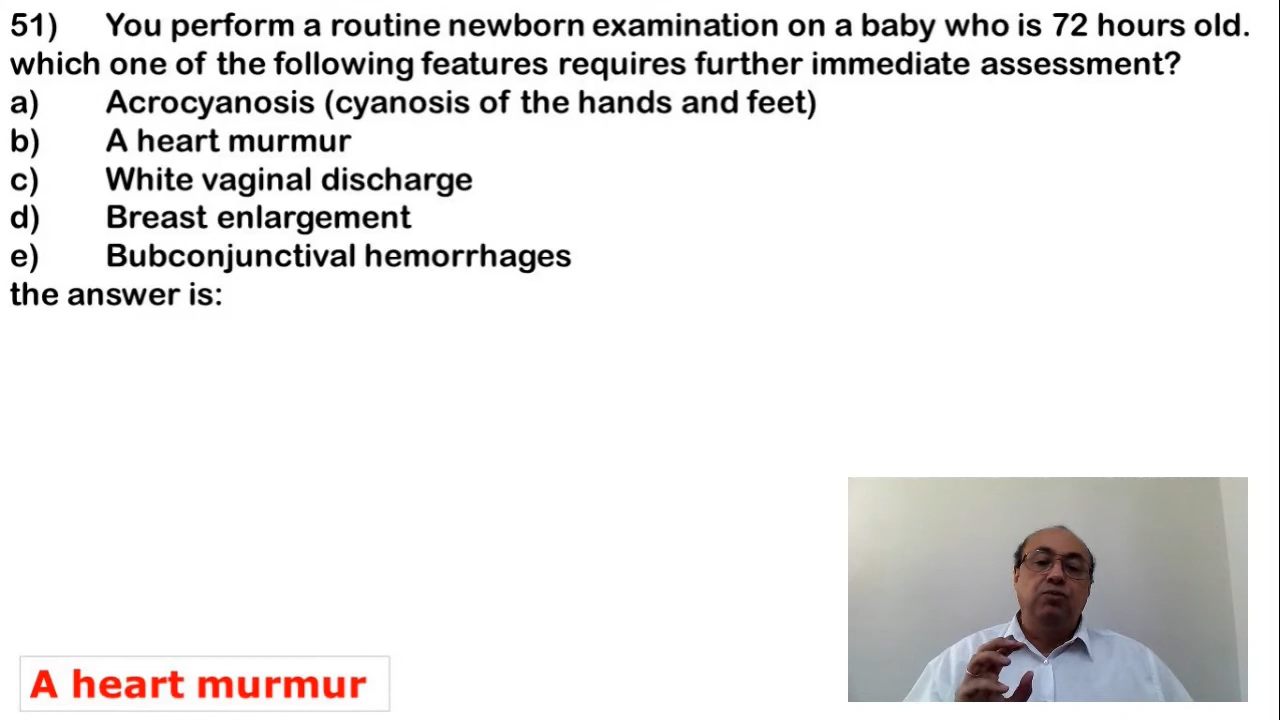 51) You perform a routine newborn examination on a baby who is 72 hours old.
which one of the following features requires further immediate assessment?
a) Acrocyanosis (cyanosis of the hands and feet)
b) A heart murmur
c) White vaginal discharge
d) Breast enlargement
e) Bubconjunctival hemorrhages
the answer is:
A heart murmur